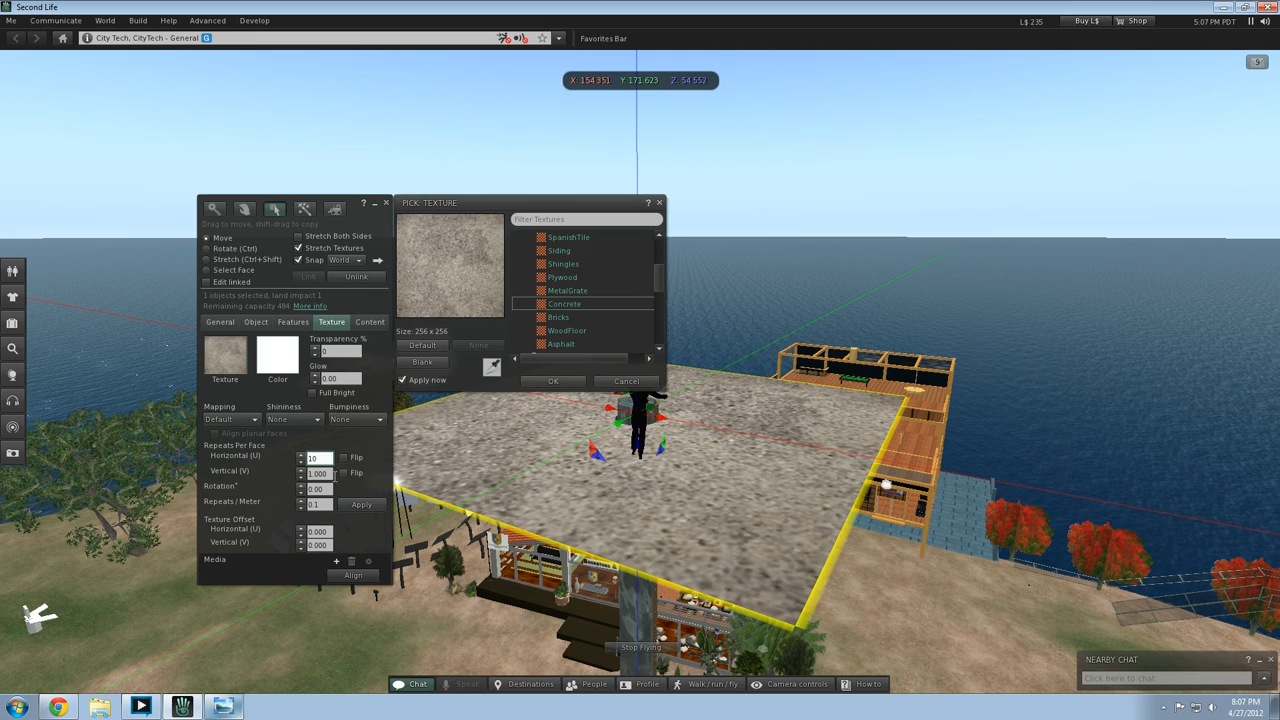 Second Life
Me Communicate World Build Help Advanced Develop
L$ 235 Buy L$ Shop 5:07 PM PDT
City Tech, CityTech - General G
Favorites Bar
X: 154.351 Y: 171.623 Z: 54.552
9
Drag to move, shift-drag to copy
Move
Rotate (Ctrl)
Stretch (Ctrl+Shift)
Select Face
Edit linked
Stretch Both Sides
Stretch Textures
Snap World
Link Unlink
1 objects selected, land impact 1
Remaining capacity 484. More info
General Object Features Texture Content
Texture
Color
Transparency %
0
Glow
0.00
Full Bright
Mapping Shininess Bumpiness
Default None None
Align planar faces
Repeats Per Face
Horizontal (U) 10 Flip
Vertical (V) 1.000 Flip
Rotation° 0.00
Repeats / Meter 0.1 Apply
Texture Offset
Horizontal (U) 0.000
Vertical (V) 0.000
Media
Align
PICK: TEXTURE
Size: 256 x 256
Default None
Blank
Apply now
Filter Textures
SpanishTile
Siding
Shingles
Plywood
MetalGrate
Concrete
Bricks
WoodFloor
Asphalt
OK Cancel
Stop Flying
Chat Speak Destinations People Profile Walk / run / fly Camera controls How to
NEARBY CHAT
Click here to chat
8:07 PM
4/27/2012